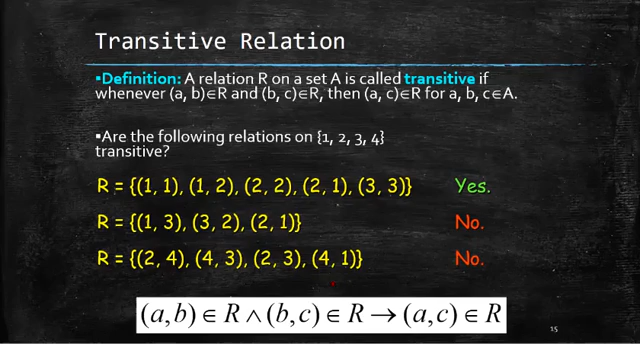 Transitive Relation
▪Definition: A relation R on a set A is called transitive if
whenever (a, b)∈R and (b, c)∈R, then (a, c)∈R for a, b, c∈A.
▪Are the following relations on {1, 2, 3, 4}
transitive?
R = {(1, 1), (1, 2), (2, 2), (2, 1), (3, 3)} Yes.
R = {(1, 3), (3, 2), (2, 1)} No.
R = {(2, 4), (4, 3), (2, 3), (4, 1)} No.
(a,b) ∈ R ∧ (b,c) ∈ R → (a,c) ∈ R
15